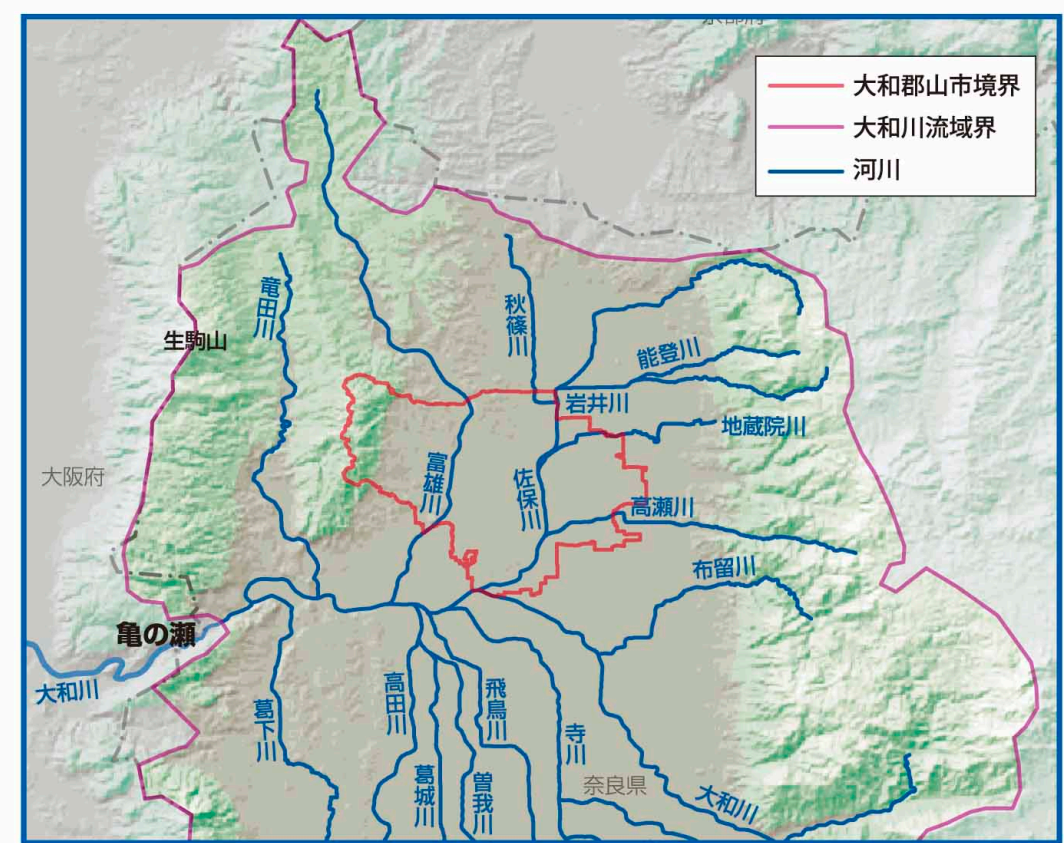 京都府
大和郡山市境界
大和川流域界
河川
竜田川
秋篠川
生駒山
能登川
岩井川
地蔵院川
大阪府
富雄川
佐保川
高瀬川
布留川
亀の瀬
大和川
葛下川
高田川
飛鳥川
寺川
葛城川
曽我川
奈良県
大和川